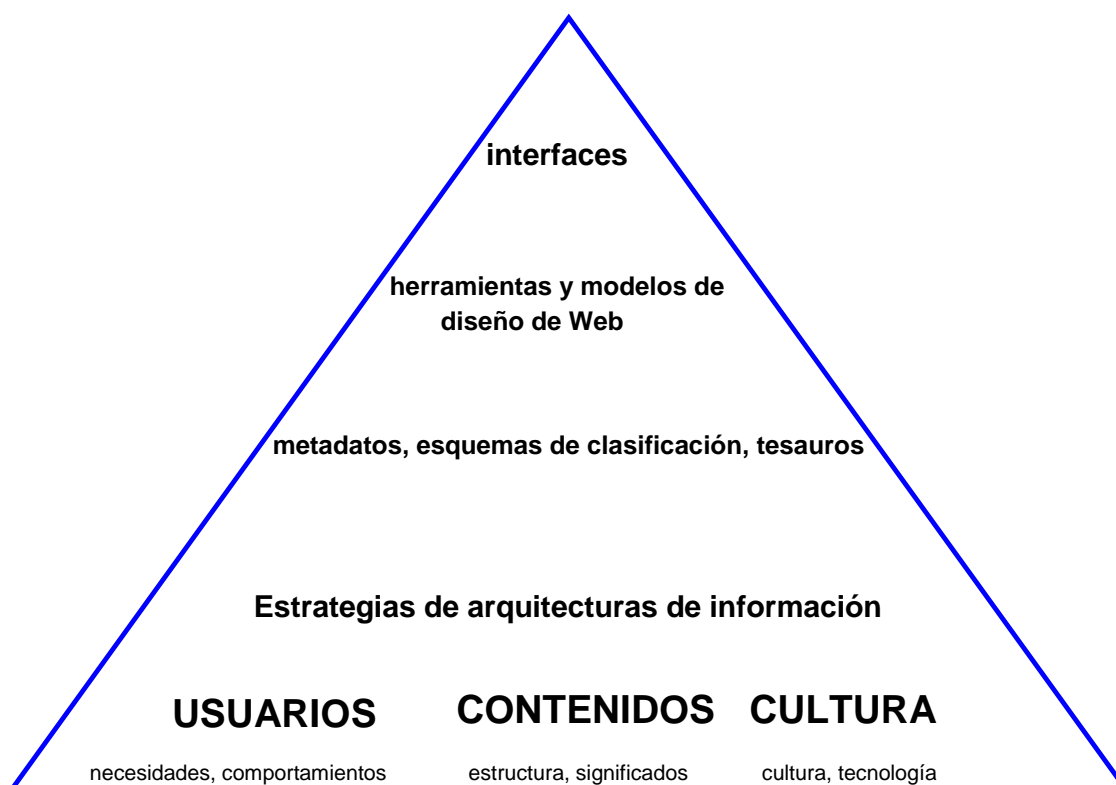 interfaces
herramientas y modelos de
diseño de Web
metadatos, esquemas de clasificación, tesauros
Estrategias de arquitecturas de información
USUARIOS CONTENIDOS CULTURA
necesidades, comportamientos estructura, significados cultura, tecnología